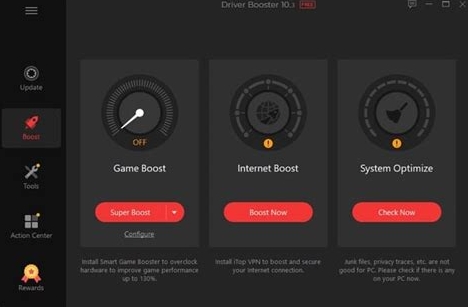 Driver Booster 10.3 FREE
Update
Boost
Tools
Action Center
Rewards
OFF
Game Boost
Super Boost
Configure
Install Smart Game Booster to overclock
hardware to improve game performance
up to 130%.
Internet Boost
Boost Now
Install iTop VPN to boost and secure
your Internet connection.
System Optimize
Check Now
Junk files, privacy traces, etc. are not
good for PC. Please check if there is any
on your PC now.